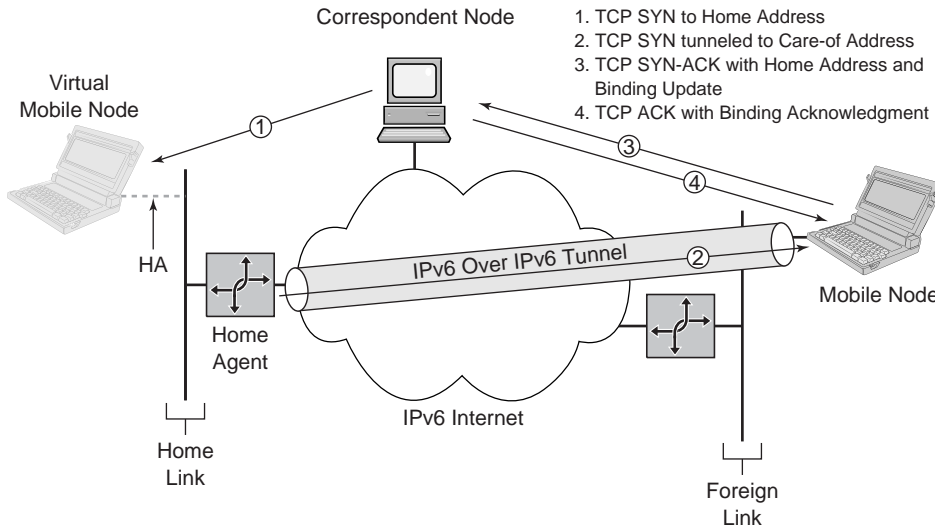 Correspondent Node
1. TCP SYN to Home Address
2. TCP SYN tunneled to Care-of Address
3. TCP SYN-ACK with Home Address and
Binding Update
4. TCP ACK with Binding Acknowledgment
Virtual
Mobile Node
1
3
4
HA
IPv6 Over IPv6 Tunnel
2
Mobile Node
Home
Agent
IPv6 Internet
Home
Link
Foreign
Link